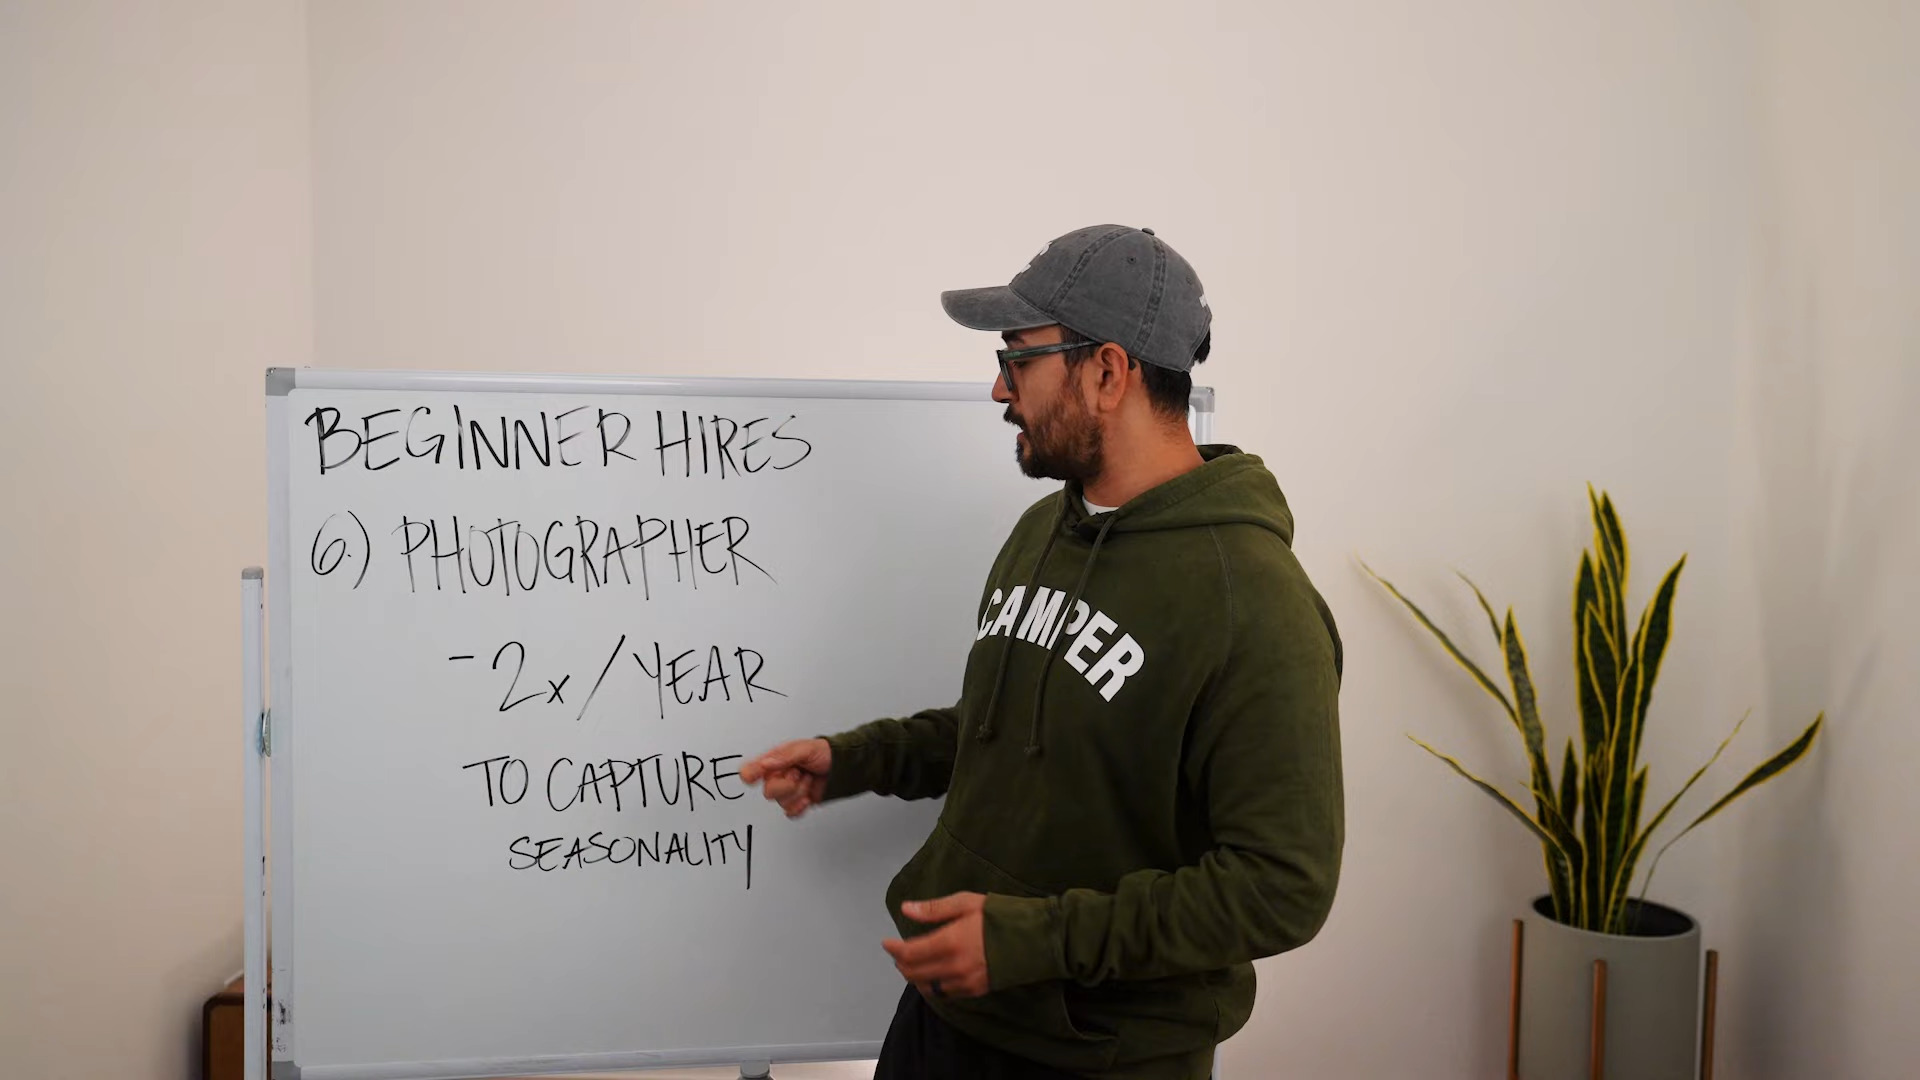 BEGINNER HIRES
6.) PHOTOGRAPHER
- 2x/YEAR
TO CAPTURE
SEASONALITY
CAMPER